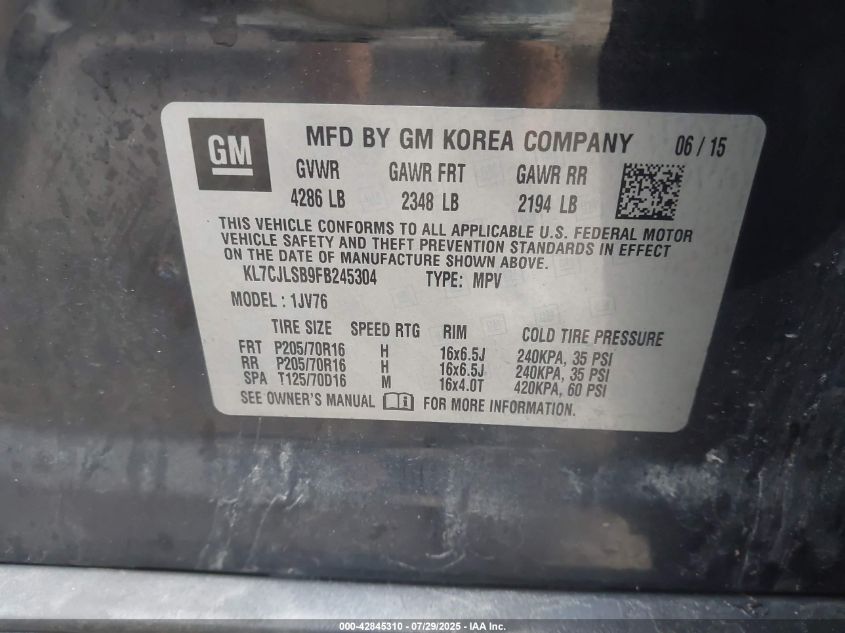 GM
MFD BY GM KOREA COMPANY 06 / 15
GVWR GAWR FRT GAWR RR
4286 LB 2348 LB 2194 LB
THIS VEHICLE CONFORMS TO ALL APPLICABLE U.S. FEDERAL MOTOR
VEHICLE SAFETY AND THEFT PREVENTION STANDARDS IN EFFECT
ON THE DATE OF MANUFACTURE SHOWN ABOVE.
KL7CJLSB9FB245304 TYPE: MPV
MODEL : 1JV76
TIRE SIZE SPEED RTG RIM COLD TIRE PRESSURE
FRT P205/70R16 H 16x6.5J 240KPA, 35 PSI
RR P205/70R16 H 16x6.5J 240KPA, 35 PSI
SPA T125/70D16 M 16x4.0T 420KPA, 60 PSI
SEE OWNER'S MANUAL i FOR MORE INFORMATION.
000-42845310 - 07/29/2025 - IAA Inc.